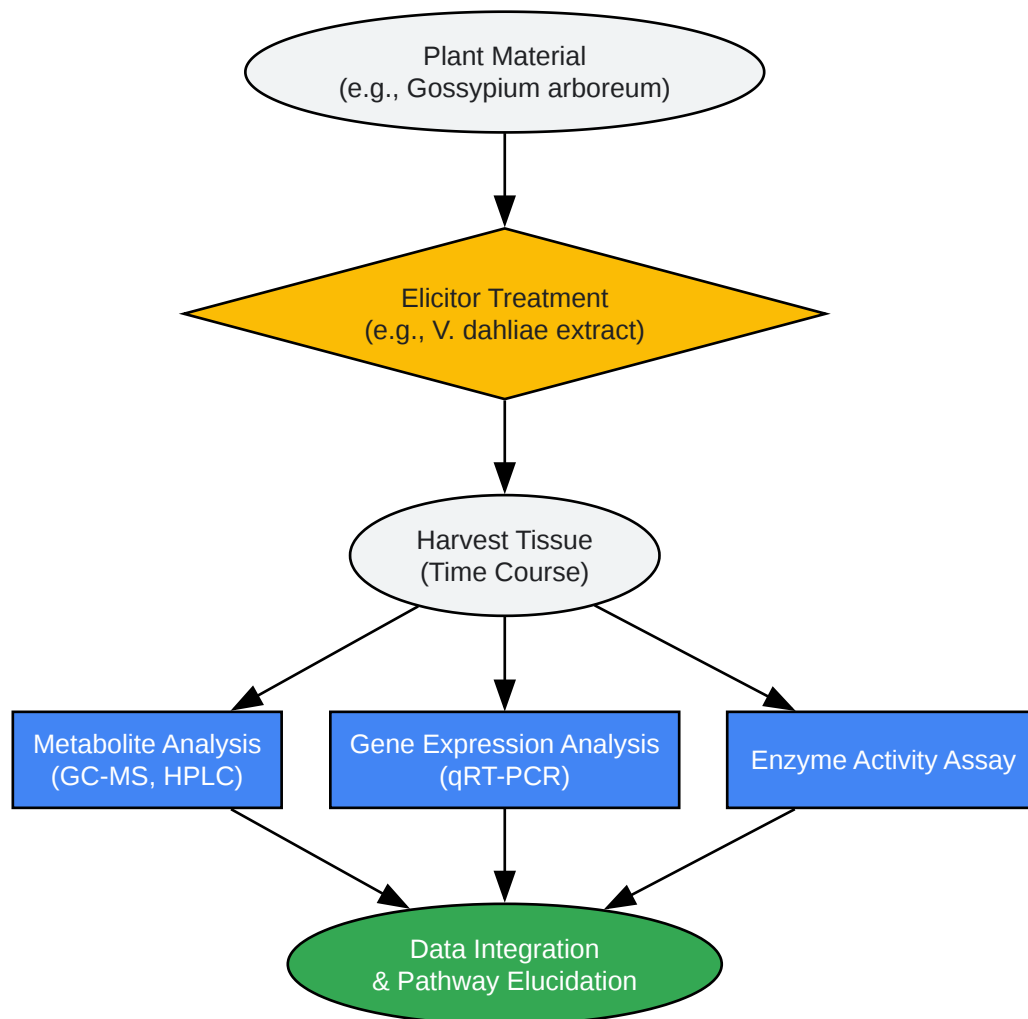 Plant Material
(e.g., Gossypium arboreum)
Elicitor Treatment
(e.g., V. dahliae extract)
Harvest Tissue
(Time Course)
Metabolite Analysis
(GC-MS, HPLC)
Gene Expression Analysis
(qRT-PCR)
Enzyme Activity Assay
Data Integration
& Pathway Elucidation